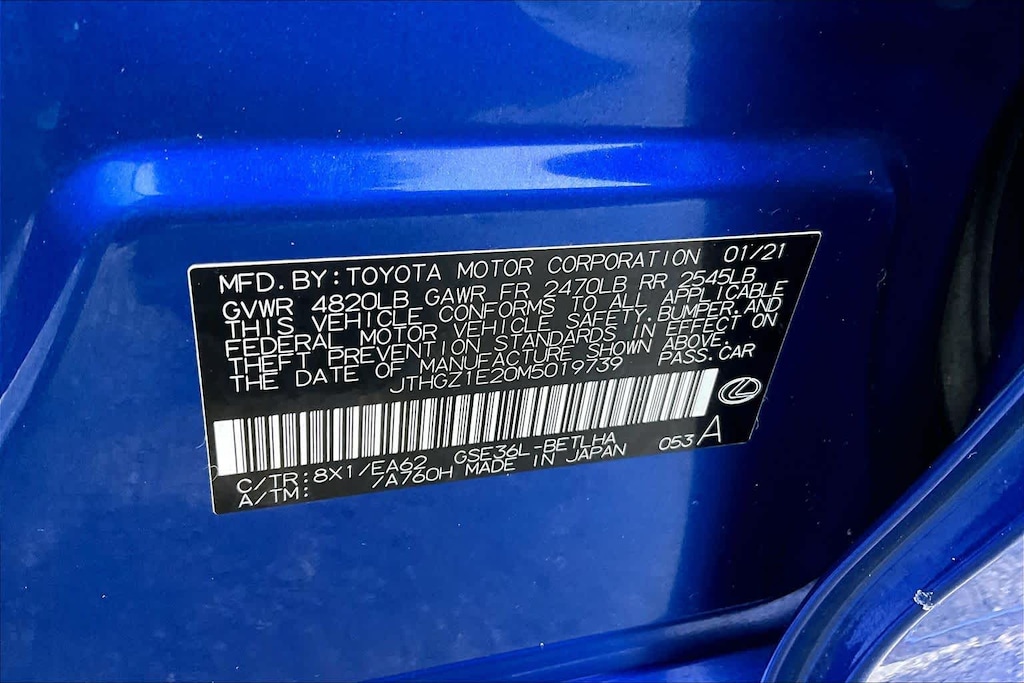 MFD. BY: TOYOTA MOTOR CORPORATION 01/21
GVWR 4820LB GAWR FR 2470LB RR 2545LB
THIS VEHICLE CONFORMS TO ALL APPLICABLE
FEDERAL MOTOR VEHICLE SAFETY, BUMPER, AND
THEFT PREVENTION STANDARDS IN EFFECT ON
THE DATE OF MANUFACTURE SHOWN ABOVE.
JTHGZ1E20M5019739 PASS. CAR
C/TR: 8X1/EA62 GSE36L-BETLHA 053 A
A/TM: /A760H MADE IN JAPAN